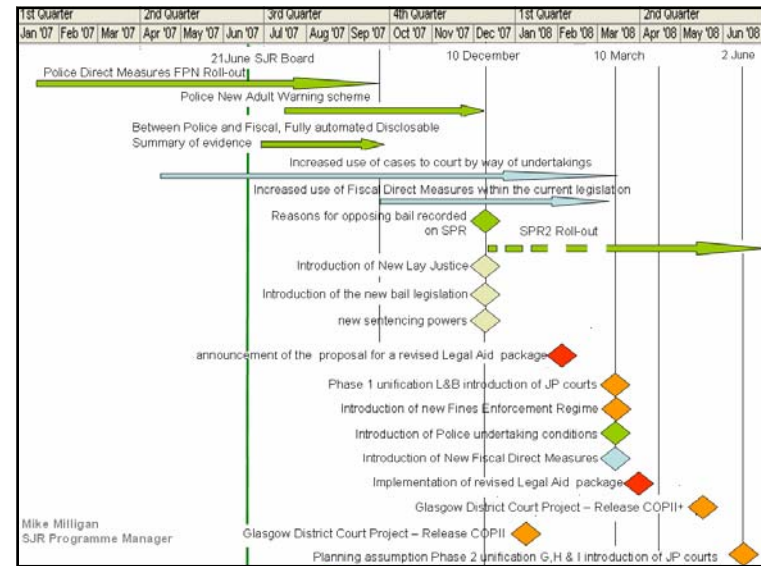 1st Quarter 2nd Quarter 3rd Quarter 4th Quarter 1st Quarter 2nd Quarter
Jan '07 Feb '07 Mar '07 Apr '07 May '07 Jun '07 Jul '07 Aug '07 Sep '07 Oct '07 Nov '07 Dec '07 Jan '08 Feb '08 Mar '08 Apr '08 May '08 Jun '08
21June SJR Board 10 December 10 March 2 June
Police Direct Measures FPN Roll-out
Police New Adult Warning scheme
Between Police and Fiscal, Fully automated Disclosable
Summary of evidence
Increased use of cases to court by way of undertakings
Increased use of Fiscal Direct Measures within the current legislation
Reasons for opposing bail recorded
on SPR
SPR2 Roll-out
Introduction of New Lay Justice
Introduction of the new bail legislation
new sentencing powers
announcement of the proposal for a revised Legal Aid package
Phase 1 unification L&B introduction of JP courts
Introduction of new Fines Enforcement Regime
Introduction of Police undertaking conditions
Introduction of New Fiscal Direct Measures
Implementation of revised Legal Aid package
Glasgow District Court Project – Release COPII+
Mike Milligan
SJR Programme Manager
Glasgow District Court Project – Release COPII
Planning assumption Phase 2 unification G,H & I introduction of JP courts